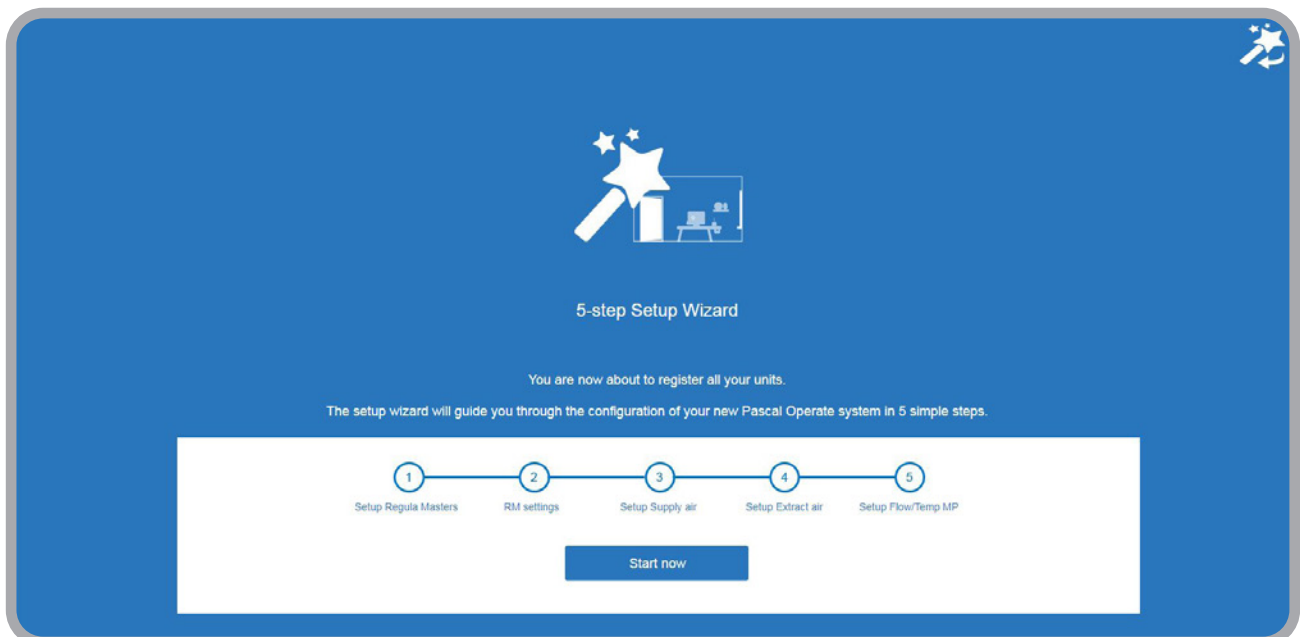 5-step Setup Wizard
You are now about to register all your units.
The setup wizard will guide you through the configuration of your new Pascal Operate system in 5 simple steps.
1 2 3 4 5
Setup Regula Masters RM settings Setup Supply air Setup Extract air Setup Flow/Temp MP
Start now